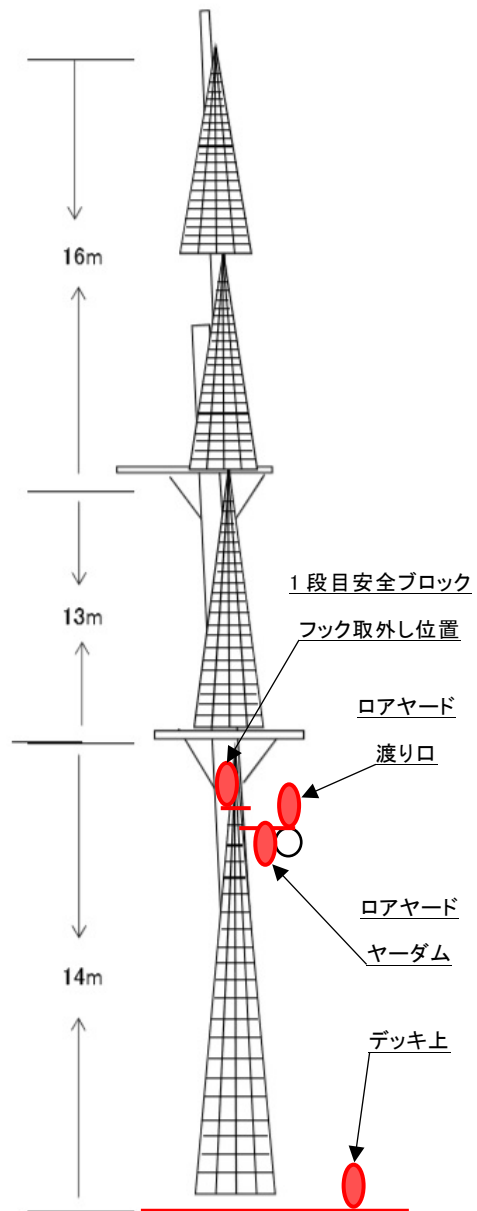 16m
1段目安全ブロック
フック取外し位置
13m
ロアヤード
渡り口
ロアヤード
ヤーダム
14m
デッキ上